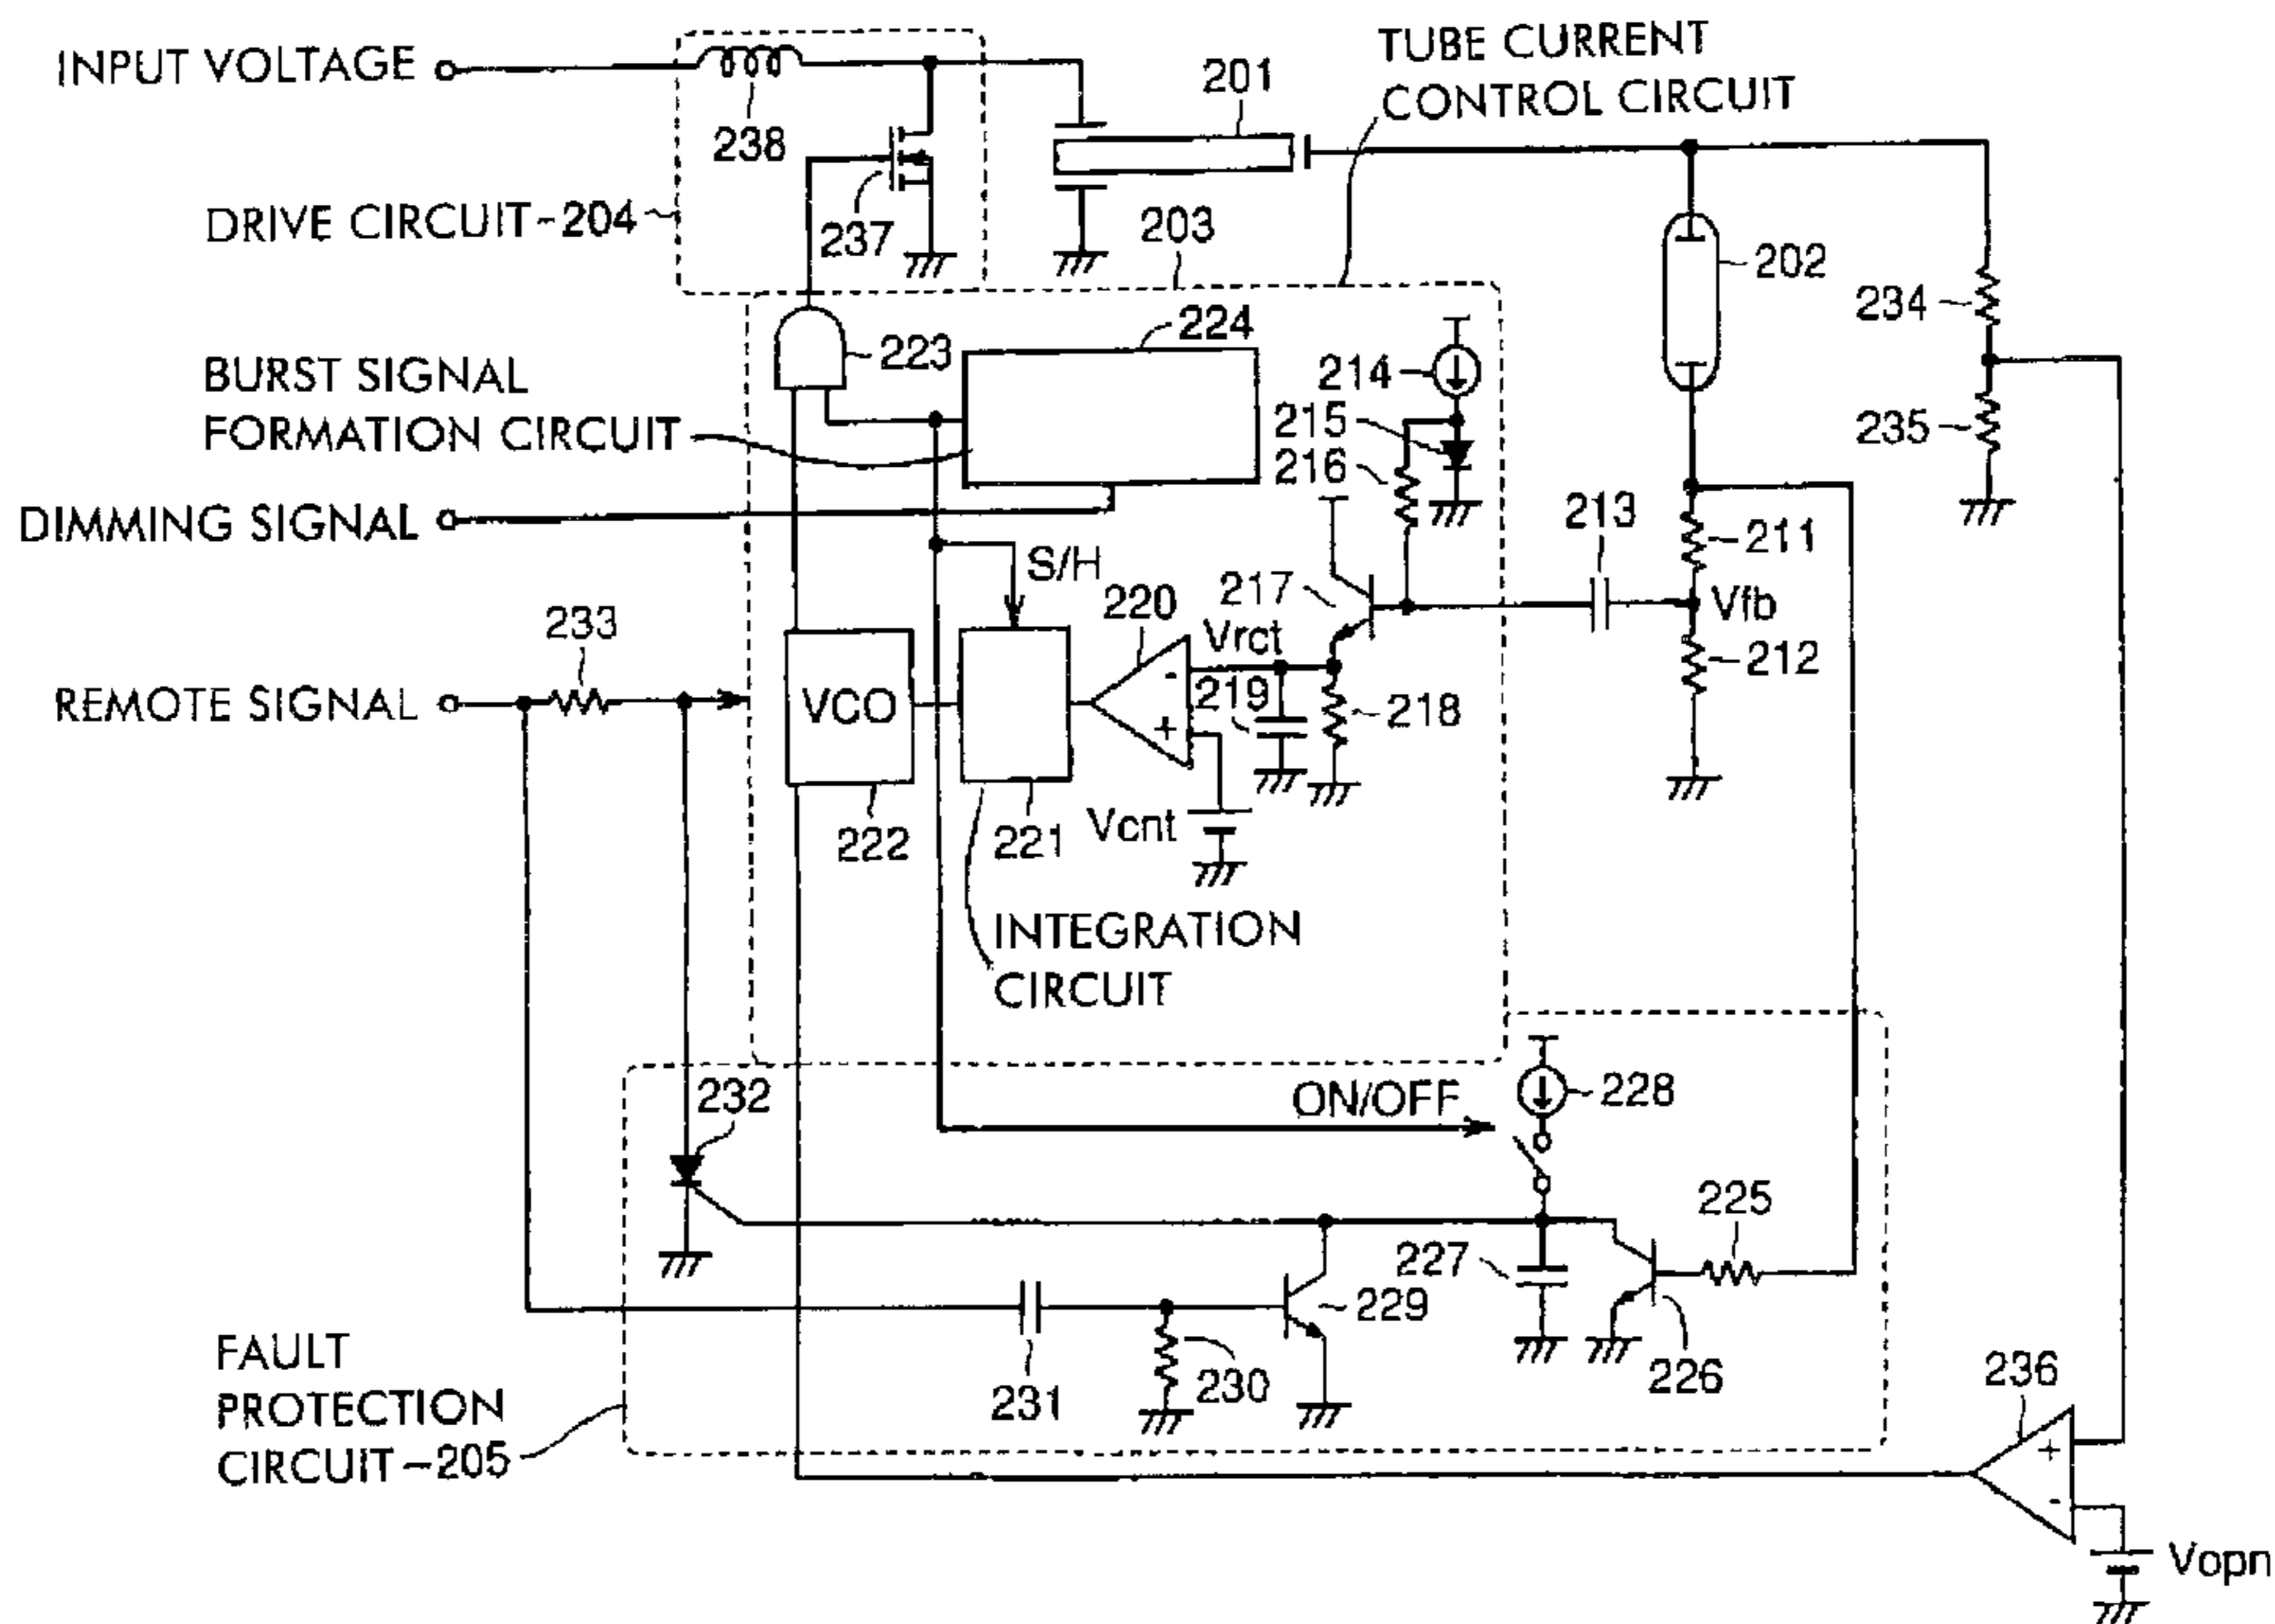 INPUT VOLTAGE
TUBE CURRENT
CONTROL CIRCUIT
201
238
DRIVE CIRCUIT-204
237
203
202
234
224
223
BURST SIGNAL
FORMATION CIRCUIT
214
215
216
235
DIMMING SIGNAL
213
211
S/H
Vfb
233
220
217
Vrct
212
REMOTE SIGNAL
VCO
-
+
219
218
222
221
Vcnt
INTEGRATION
CIRCUIT
232
ON/OFF
228
225
227
229
226
FAULT
PROTECTION
CIRCUIT-205
231
230
236
+
-
Vopn